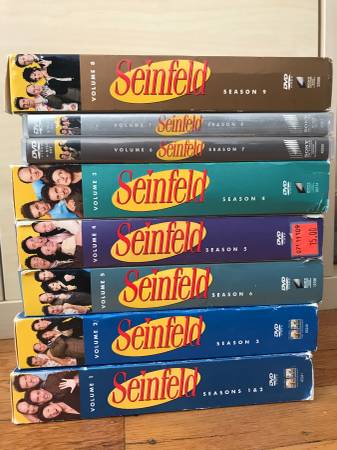 VOLUME 8 Seinfeld SEASON 9 DVD
VOLUME 7 Seinfeld SEASON 8
VOLUME 6 Seinfeld SEASON 7
VOLUME 3 Seinfeld SEASON 4 DVD
VOLUME 4 Seinfeld SEASON 5 DVD 07111109 15.00
VOLUME 5 Seinfeld SEASON 6 DVD
VOLUME 2 Seinfeld SEASON 3 DVD
VOLUME 1 Seinfeld SEASONS 1 & 2 DVD